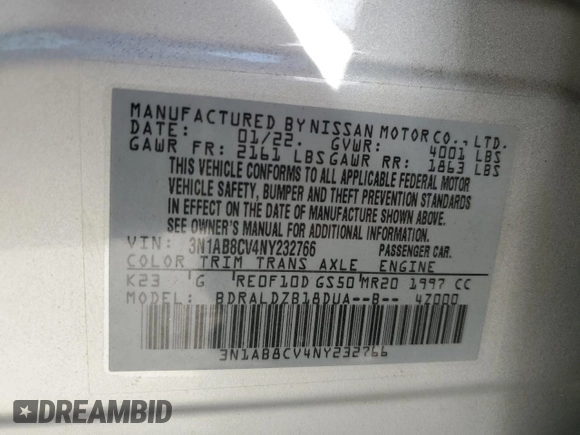 MANUFACTURED BY NISSAN MOTOR CO., LTD.
DATE: 01/22. GVWR: 4001 LBS
GAWR FR: 2161 LBS GAWR RR: 1863 LBS
THIS VEHICLE CONFORMS TO ALL APPLICABLE FEDERAL MOTOR
VEHICLE SAFETY, BUMPER AND THEFT PREVENTION STANDARDS
IN EFFECT ON THE DATE OF MANUFACTURE SHOWN ABOVE.
SEE OWNER'S MANUAL FOR ADDITIONAL INFORMATION.
VIN: 3N1AB8CV4NY232766 PASSENGER CAR.
COLOR TRIM TRANS AXLE ENGINE
K23 G RE0F10D GS50 MR20 1997 CC
MODEL: BDRALDZB18DUA--B-- 4Z000
3N1AB8CV4NY232766
DREAMBID